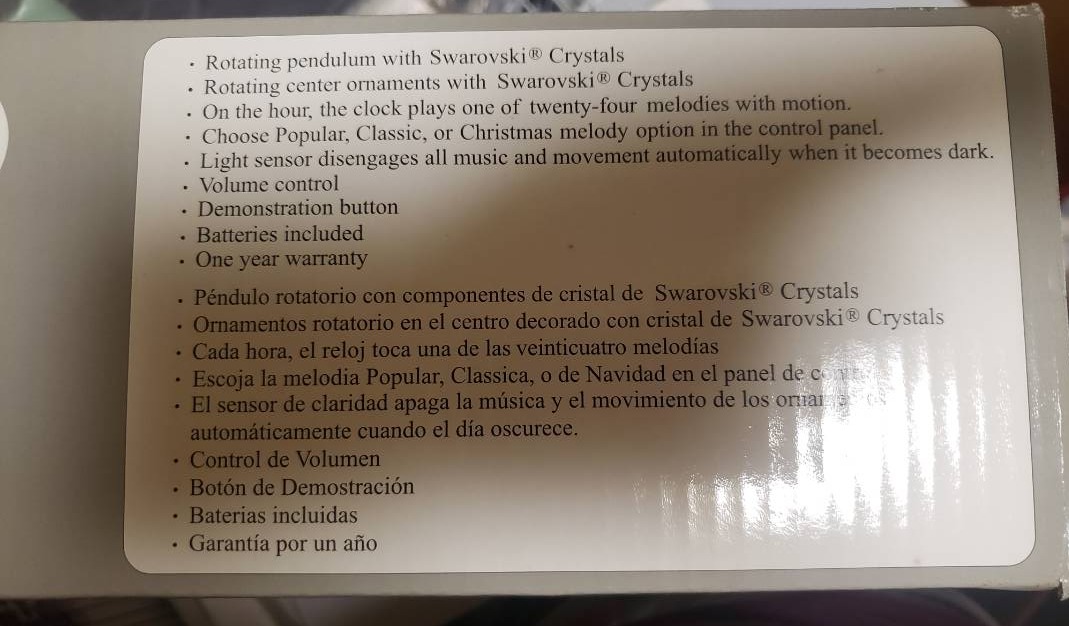 · Rotating pendulum with Swarovski® Crystals
· Rotating center ornaments with Swarovski® Crystals
· On the hour, the clock plays one of twenty-four melodies with motion.
· Choose Popular, Classic, or Christmas melody option in the control panel.
· Light sensor disengages all music and movement automatically when it becomes dark.
· Volume control
· Demonstration button
· Batteries included
· One year warranty
· Péndulo rotatorio con componentes de cristal de Swarovski® Crystals
· Ornamentos rotatorio en el centro decorado con cristal de Swarovski® Crystals
· Cada hora, el reloj toca una de las veinticuatro melodías
· Escoja la melodia Popular, Classica, o de Navidad en el panel de
· El sensor de claridad apaga la música y el movimiento de los
automáticamente cuando el día oscurece.
· Control de Volumen
· Botón de Demostración
· Baterias incluidas
· Garantía por un año